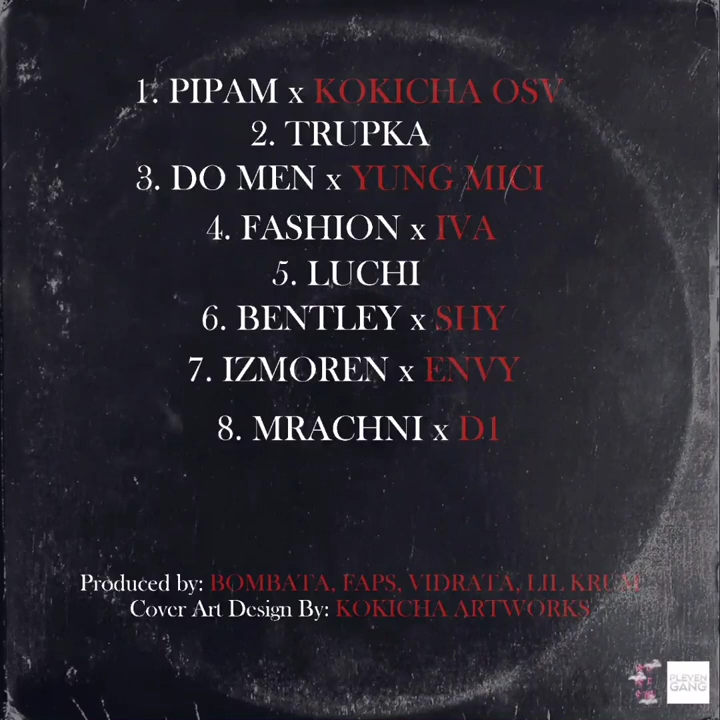 1. PIPAM x KOKICHA OSV
2. TRUPKA
3. DO MEN x YUNG MICI
4. FASHION x IVA
5. LUCHI
6. BENTLEY x SHY
7. IZMOREN x ENVY
8. MRACHNI x D1
Produced by: BOMBATA, FAPS, VIDRATA, LIL KRUM
Cover Art Design By: KOKICHA ARTWORKS
PLEVEN
GANG